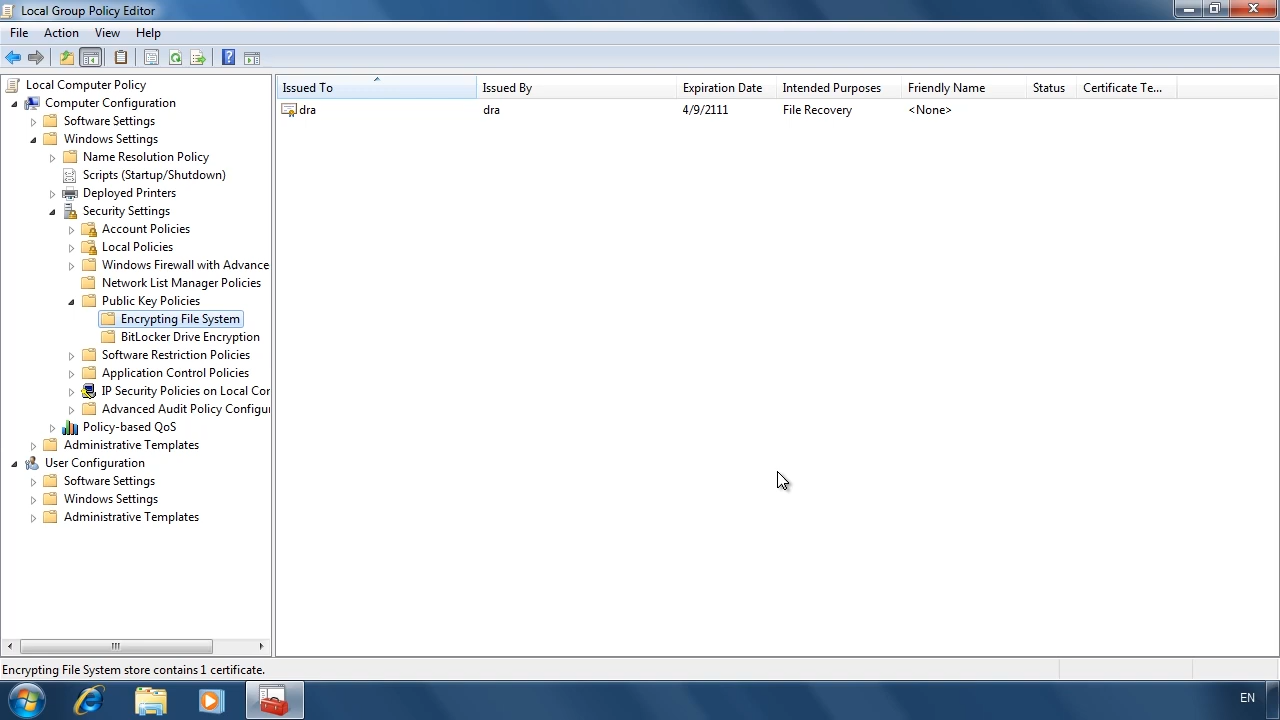 Local Group Policy Editor
File Action View Help
Local Computer Policy
Computer Configuration
Software Settings
Windows Settings
Name Resolution Policy
Scripts (Startup/Shutdown)
Deployed Printers
Security Settings
Account Policies
Local Policies
Windows Firewall with Advance
Network List Manager Policies
Public Key Policies
Encrypting File System
BitLocker Drive Encryption
Software Restriction Policies
Application Control Policies
IP Security Policies on Local Cor
Advanced Audit Policy Configu
Policy-based QoS
Administrative Templates
User Configuration
Software Settings
Windows Settings
Administrative Templates
Issued To Issued By Expiration Date Intended Purposes Friendly Name Status Certificate Te...
dra dra 4/9/2111 File Recovery <None>
Encrypting File System store contains 1 certificate.
EN